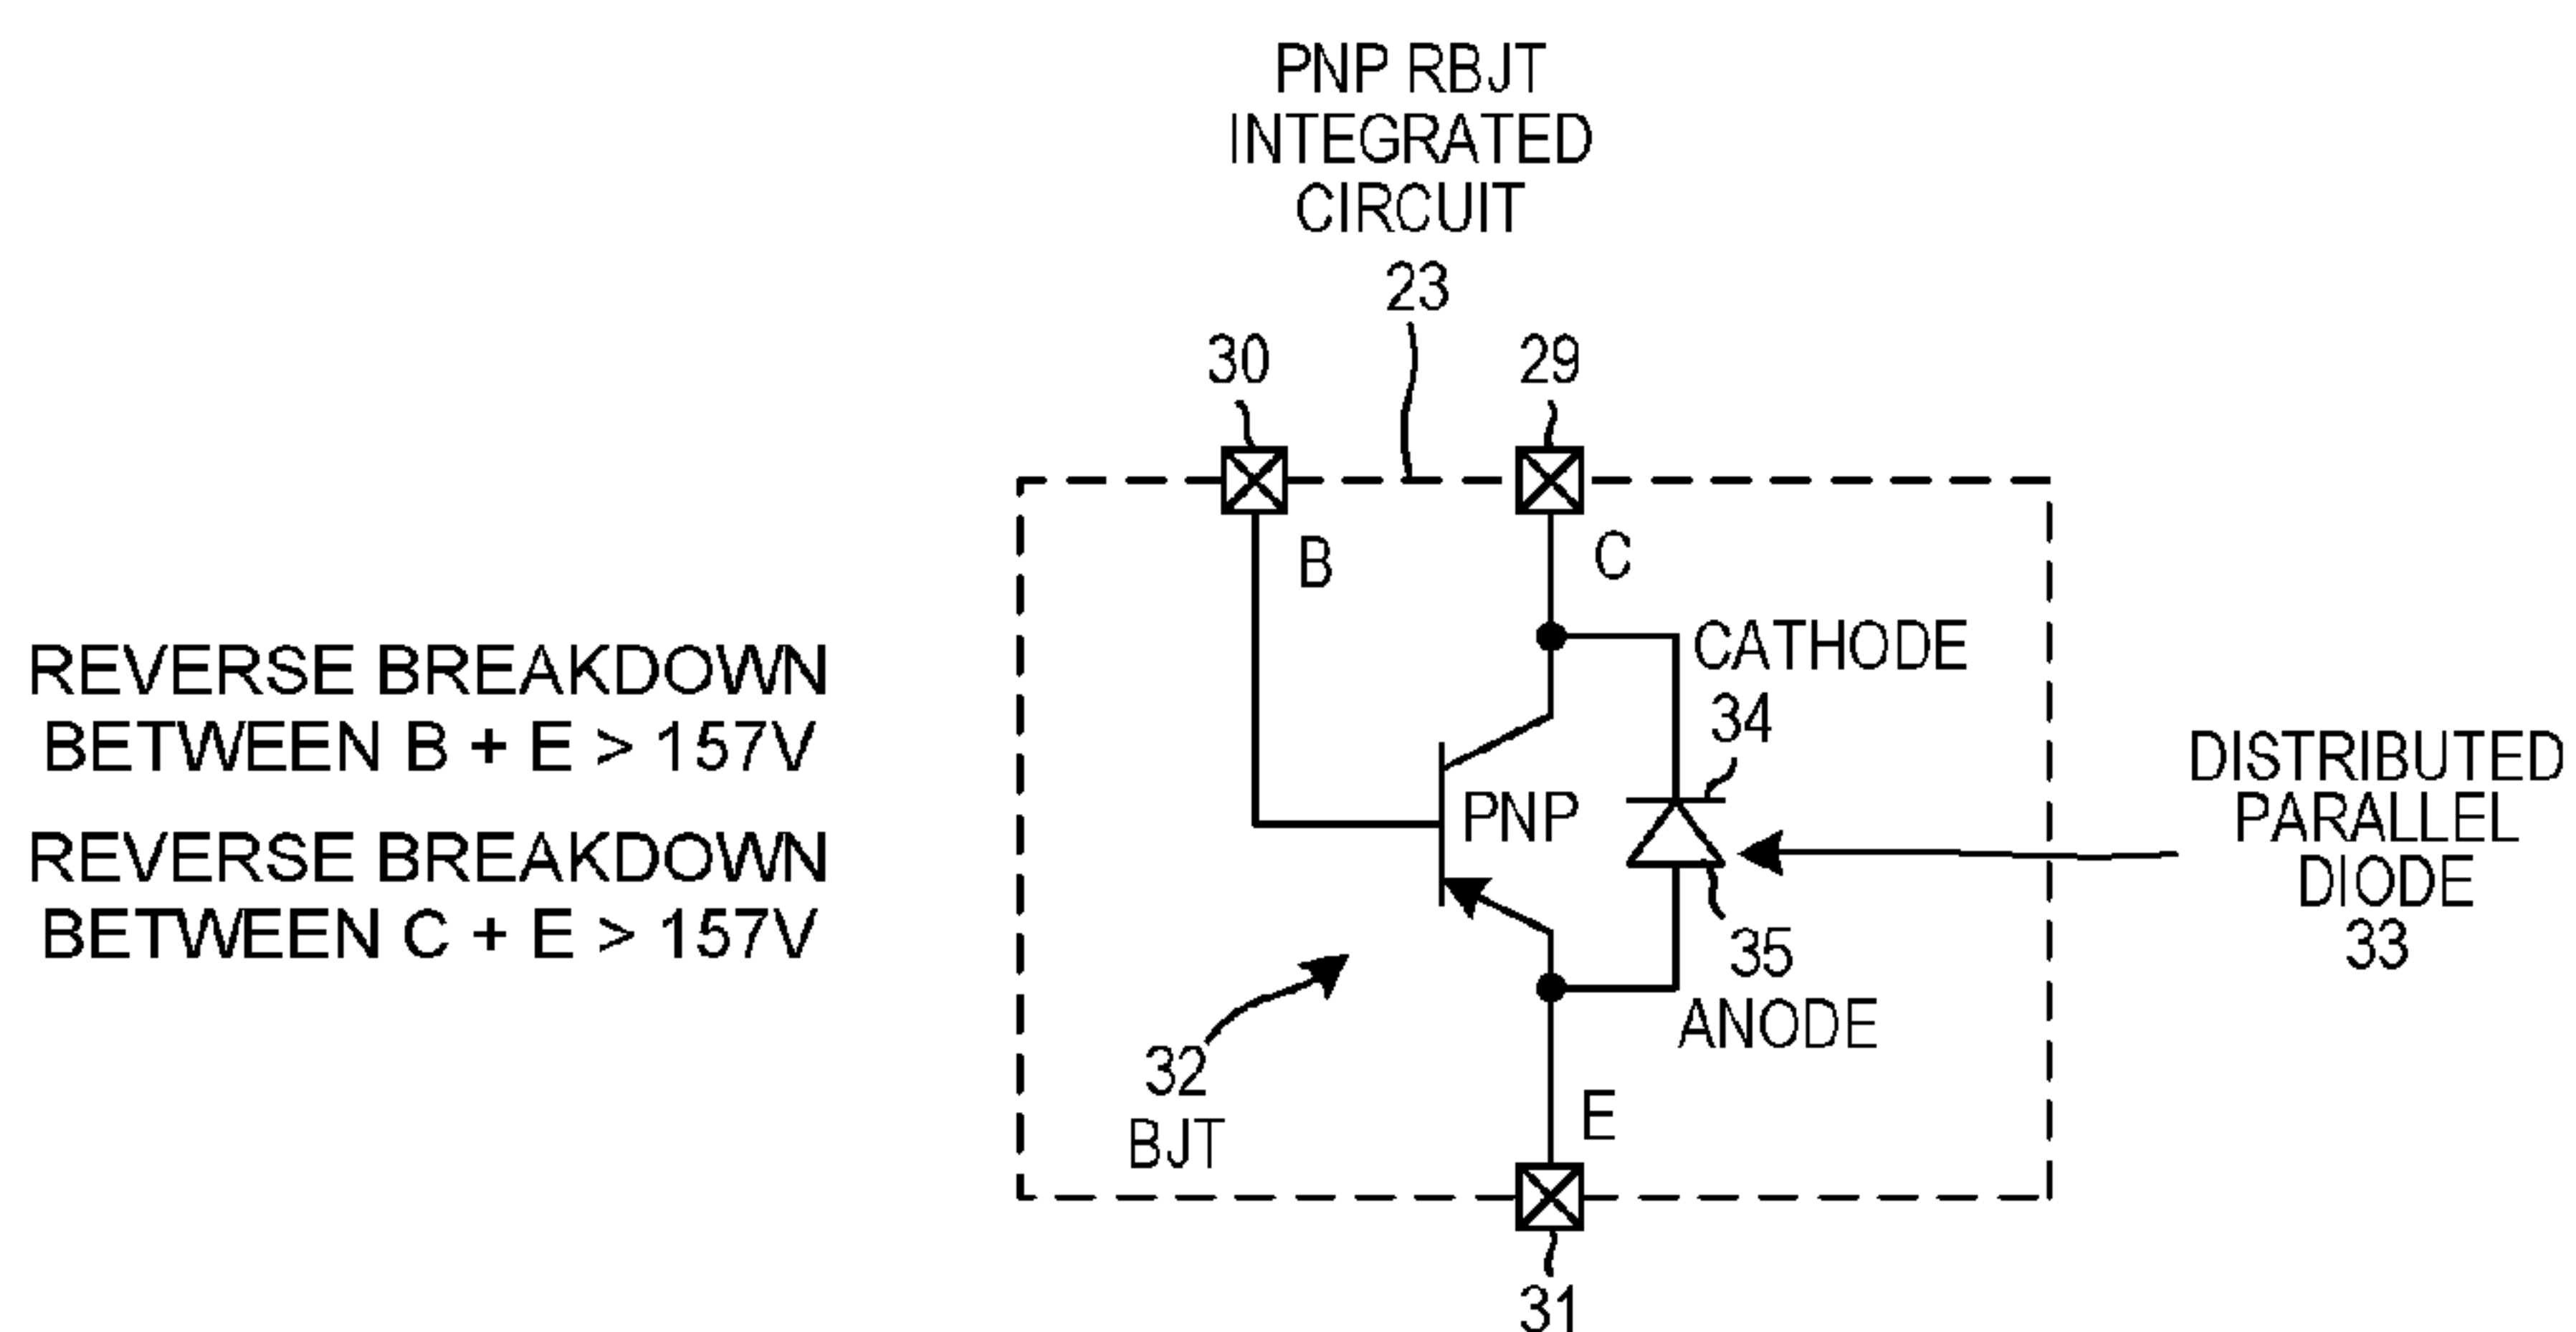 PNP RBJT
INTEGRATED
CIRCUIT
23
30
29
B
C
REVERSE BREAKDOWN
BETWEEN B + E > 157V
REVERSE BREAKDOWN
BETWEEN C + E > 157V
CATHODE
34
PNP
35
ANODE
32
BJT
E
31
DISTRIBUTED
PARALLEL
DIODE
33